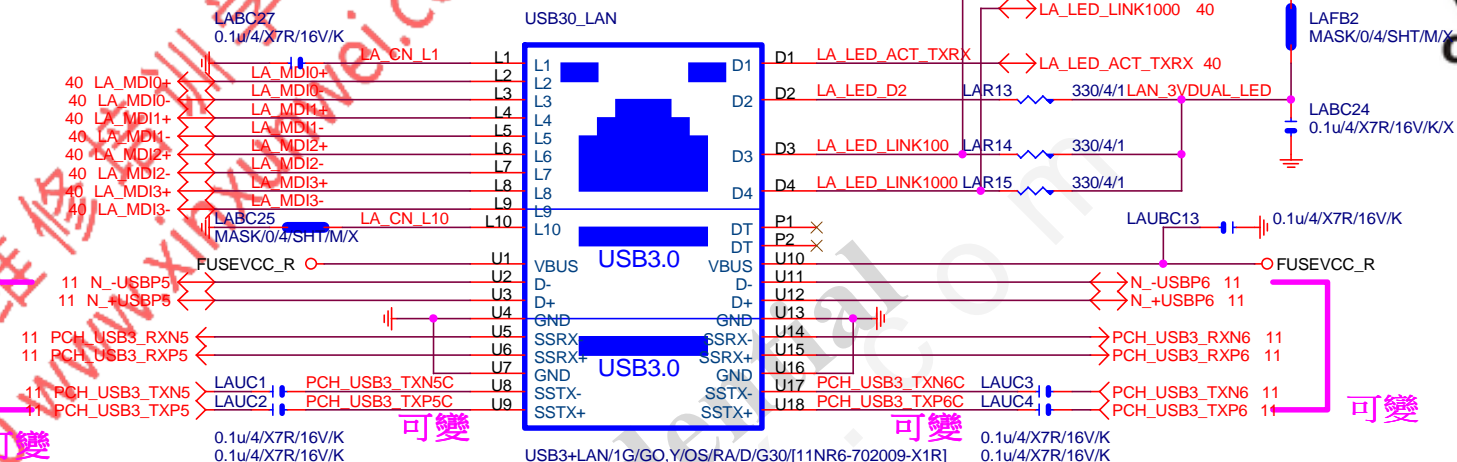 LABC27
0.1u/4/X7R/16V/K
USB30_LAN
LA_LED_LINK1000 40
LAFB2
MASK/0/4/SHT/M/X
LA_CN_L1 L1 L1
D1 D1 LA_LED_ACT_TXRX
LA_LED_ACT_TXRX 40
40 LA_MDI0+ LA_MDI0+ L2 L2
40 LA_MDI0- LA_MDI0- L3 L3
D2 D2 LA_LED_D2 LAR13 330/4/1 LAN_3VDUAL_LED
40 LA_MDI1+ LA_MDI1+ L4 L4
LABC24
0.1u/4/X7R/16V/K/X
40 LA_MDI1- LA_MDI1- L5 L5
40 LA_MDI2+ LA_MDI2+ L6 L6
D3 D3 LA_LED_LINK100 LAR14 330/4/1
40 LA_MDI2- LA_MDI2- L7 L7
40 LA_MDI3+ LA_MDI3+ L8 L8
D4 D4 LA_LED_LINK1000 LAR15 330/4/1
40 LA_MDI3- LA_MDI3- L9 L9
LABC25 LA_CN_L10 L10 L10
MASK/0/4/SHT/M/X
DT P1
DT P2
LAUBC13 0.1u/4/X7R/16V/K
FUSEVCC_R U1 VBUS USB3.0 VBUS U10 FUSEVCC_R
11 N_-USBP5 U2 D- D- U11 N_-USBP6 11
11 N_+USBP5 U3 D+ D+ U12 N_+USBP6 11
U4 GND GND U13
11 PCH_USB3_RXN5 U5 SSRX- SSRX- U14 PCH_USB3_RXN6 11
11 PCH_USB3_RXP5 U6 SSRX+ USB3.0 SSRX+ U15 PCH_USB3_RXP6 11
U7 GND GND U16
11 PCH_USB3_TXN5 LAUC1 PCH_USB3_TXN5C U8 SSTX- SSTX- U17 PCH_USB3_TXN6C LAUC3 PCH_USB3_TXN6 11
11 PCH_USB3_TXP5 LAUC2 PCH_USB3_TXP5C U9 SSTX+ SSTX+ U18 PCH_USB3_TXP6C LAUC4 PCH_USB3_TXP6 11
可變 可變 可變 可變
0.1u/4/X7R/16V/K
0.1u/4/X7R/16V/K
0.1u/4/X7R/16V/K
0.1u/4/X7R/16V/K
USB3+LAN/1G/GO,Y/OS/RA/D/G30/[11NR6-702009-X1R]
修培訓
www.xinxunwei.c
ential
.com